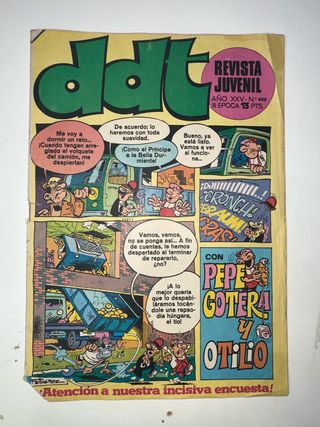 ddt
REVISTA
JUVENIL
AÑO XXV - N.º 459
III EPOCA 13 PTS.
Me voy a
dormir un rato...
¡Cuando tengan arre-
glado el volquete
del camión, me
despiertan!
De acuerdo; lo
haremos con toda
suavidad.
¡Como el Príncipe
a la Bella Dur-
miente!
Bueno, ya
está listo.
Vamos a ver
si funcio-
na...
Vamos, vamos,
no se ponga así... A fin
de cuentas, le hemos
despertado al terminar
de repararlo,
¿no?
¡A lo
mejor quería
que lo despabi-
láramos tocán-
dole una rapso-
dia húngara,
el tío!
CON
PEPE
GOTERA
Y
OTILIO
¡Atención a nuestra incisiva encuesta!